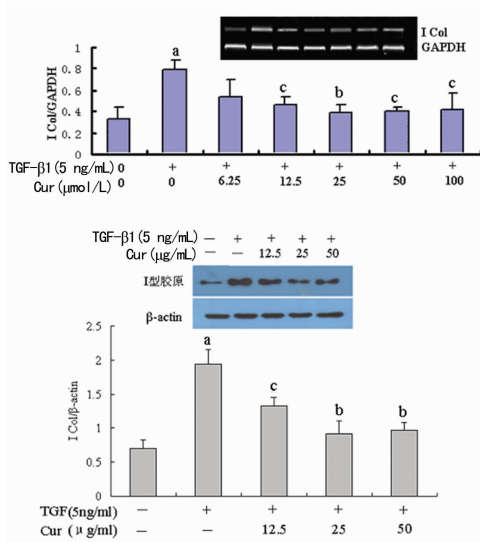 I Col
GAPDH
I Col/GAPDH
1
0.8
0.6
0.4
0.2
0
a
c
b
c
c
TGF-β1(5 ng/mL) 0 + + + + + +
Cur(μmol/L) 0 0 6.25 12.5 25 50 100
TGF-β1(5 ng/mL) — + + + +
Cur(μg/mL) — — 12.5 25 50
I型胶原
β-actin
I Col/β-actin
2.5
2
1.5
1
0.5
0
a
c
b
b
TGF(5ng/ml) — + + + +
Cur (μg/ml) — — 12.5 25 50